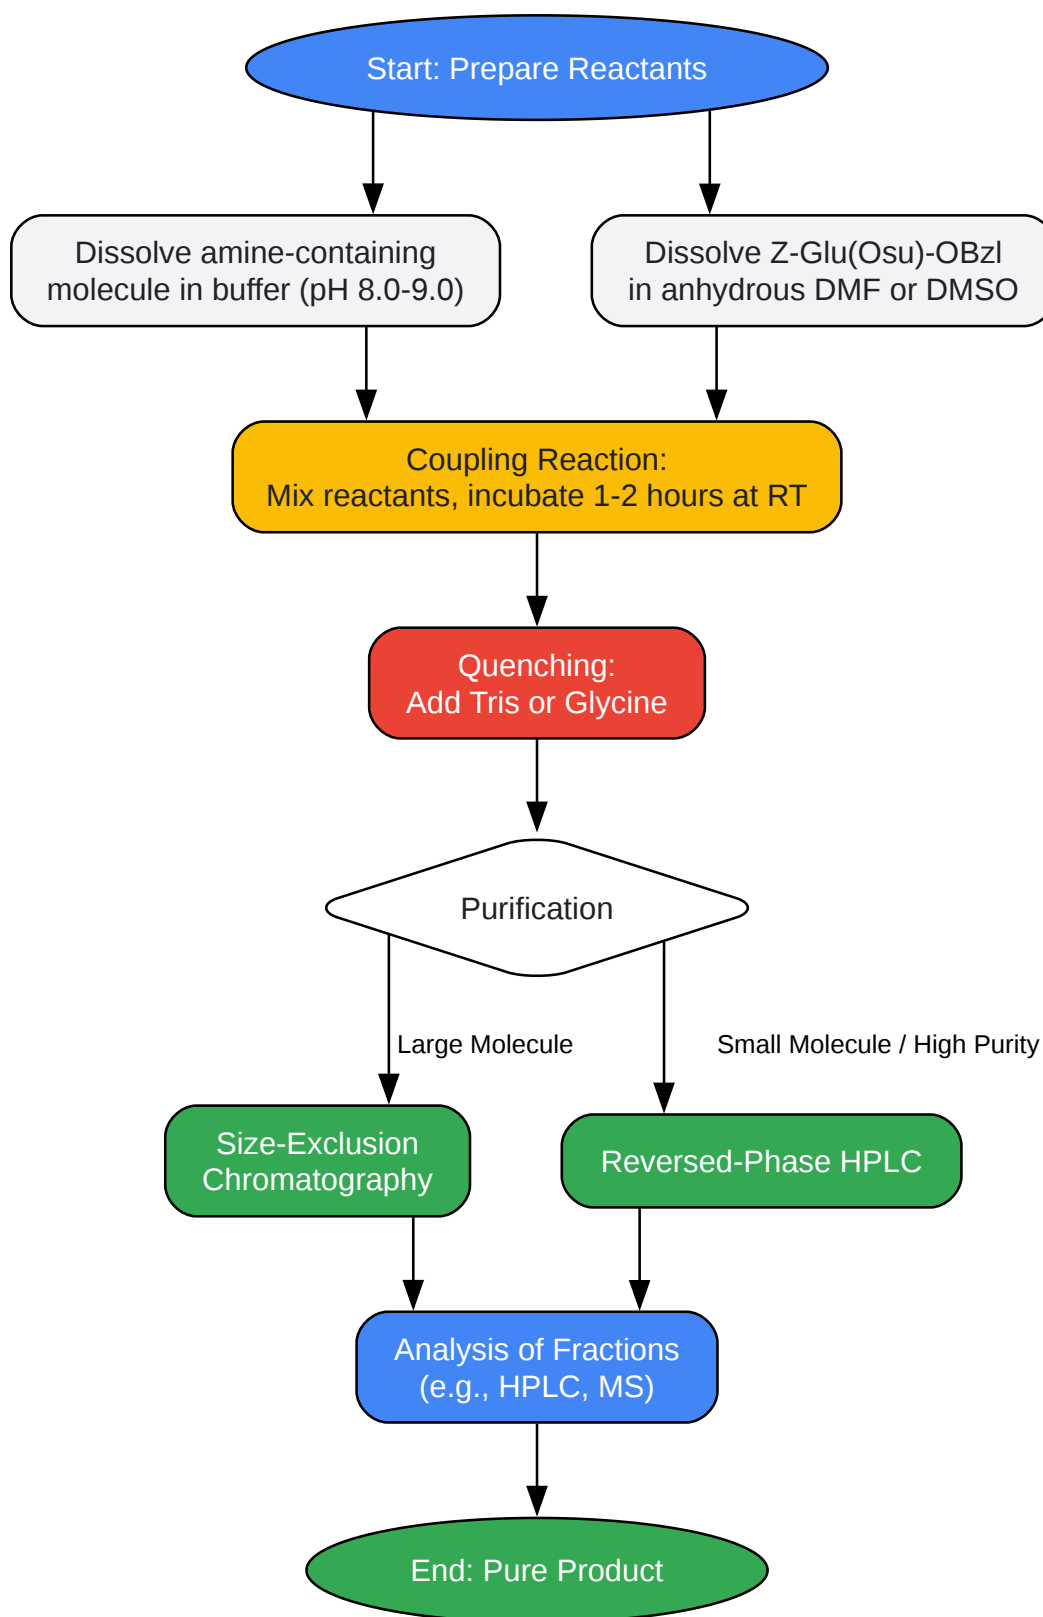 Start: Prepare Reactants
Dissolve amine-containing
molecule in buffer (pH 8.0-9.0)
Dissolve Z-Glu(Osu)-OBzl
in anhydrous DMF or DMSO
Coupling Reaction:
Mix reactants, incubate 1-2 hours at RT
Quenching:
Add Tris or Glycine
Purification
Large Molecule
Small Molecule / High Purity
Size-Exclusion
Chromatography
Reversed-Phase HPLC
Analysis of Fractions
(e.g., HPLC, MS)
End: Pure Product